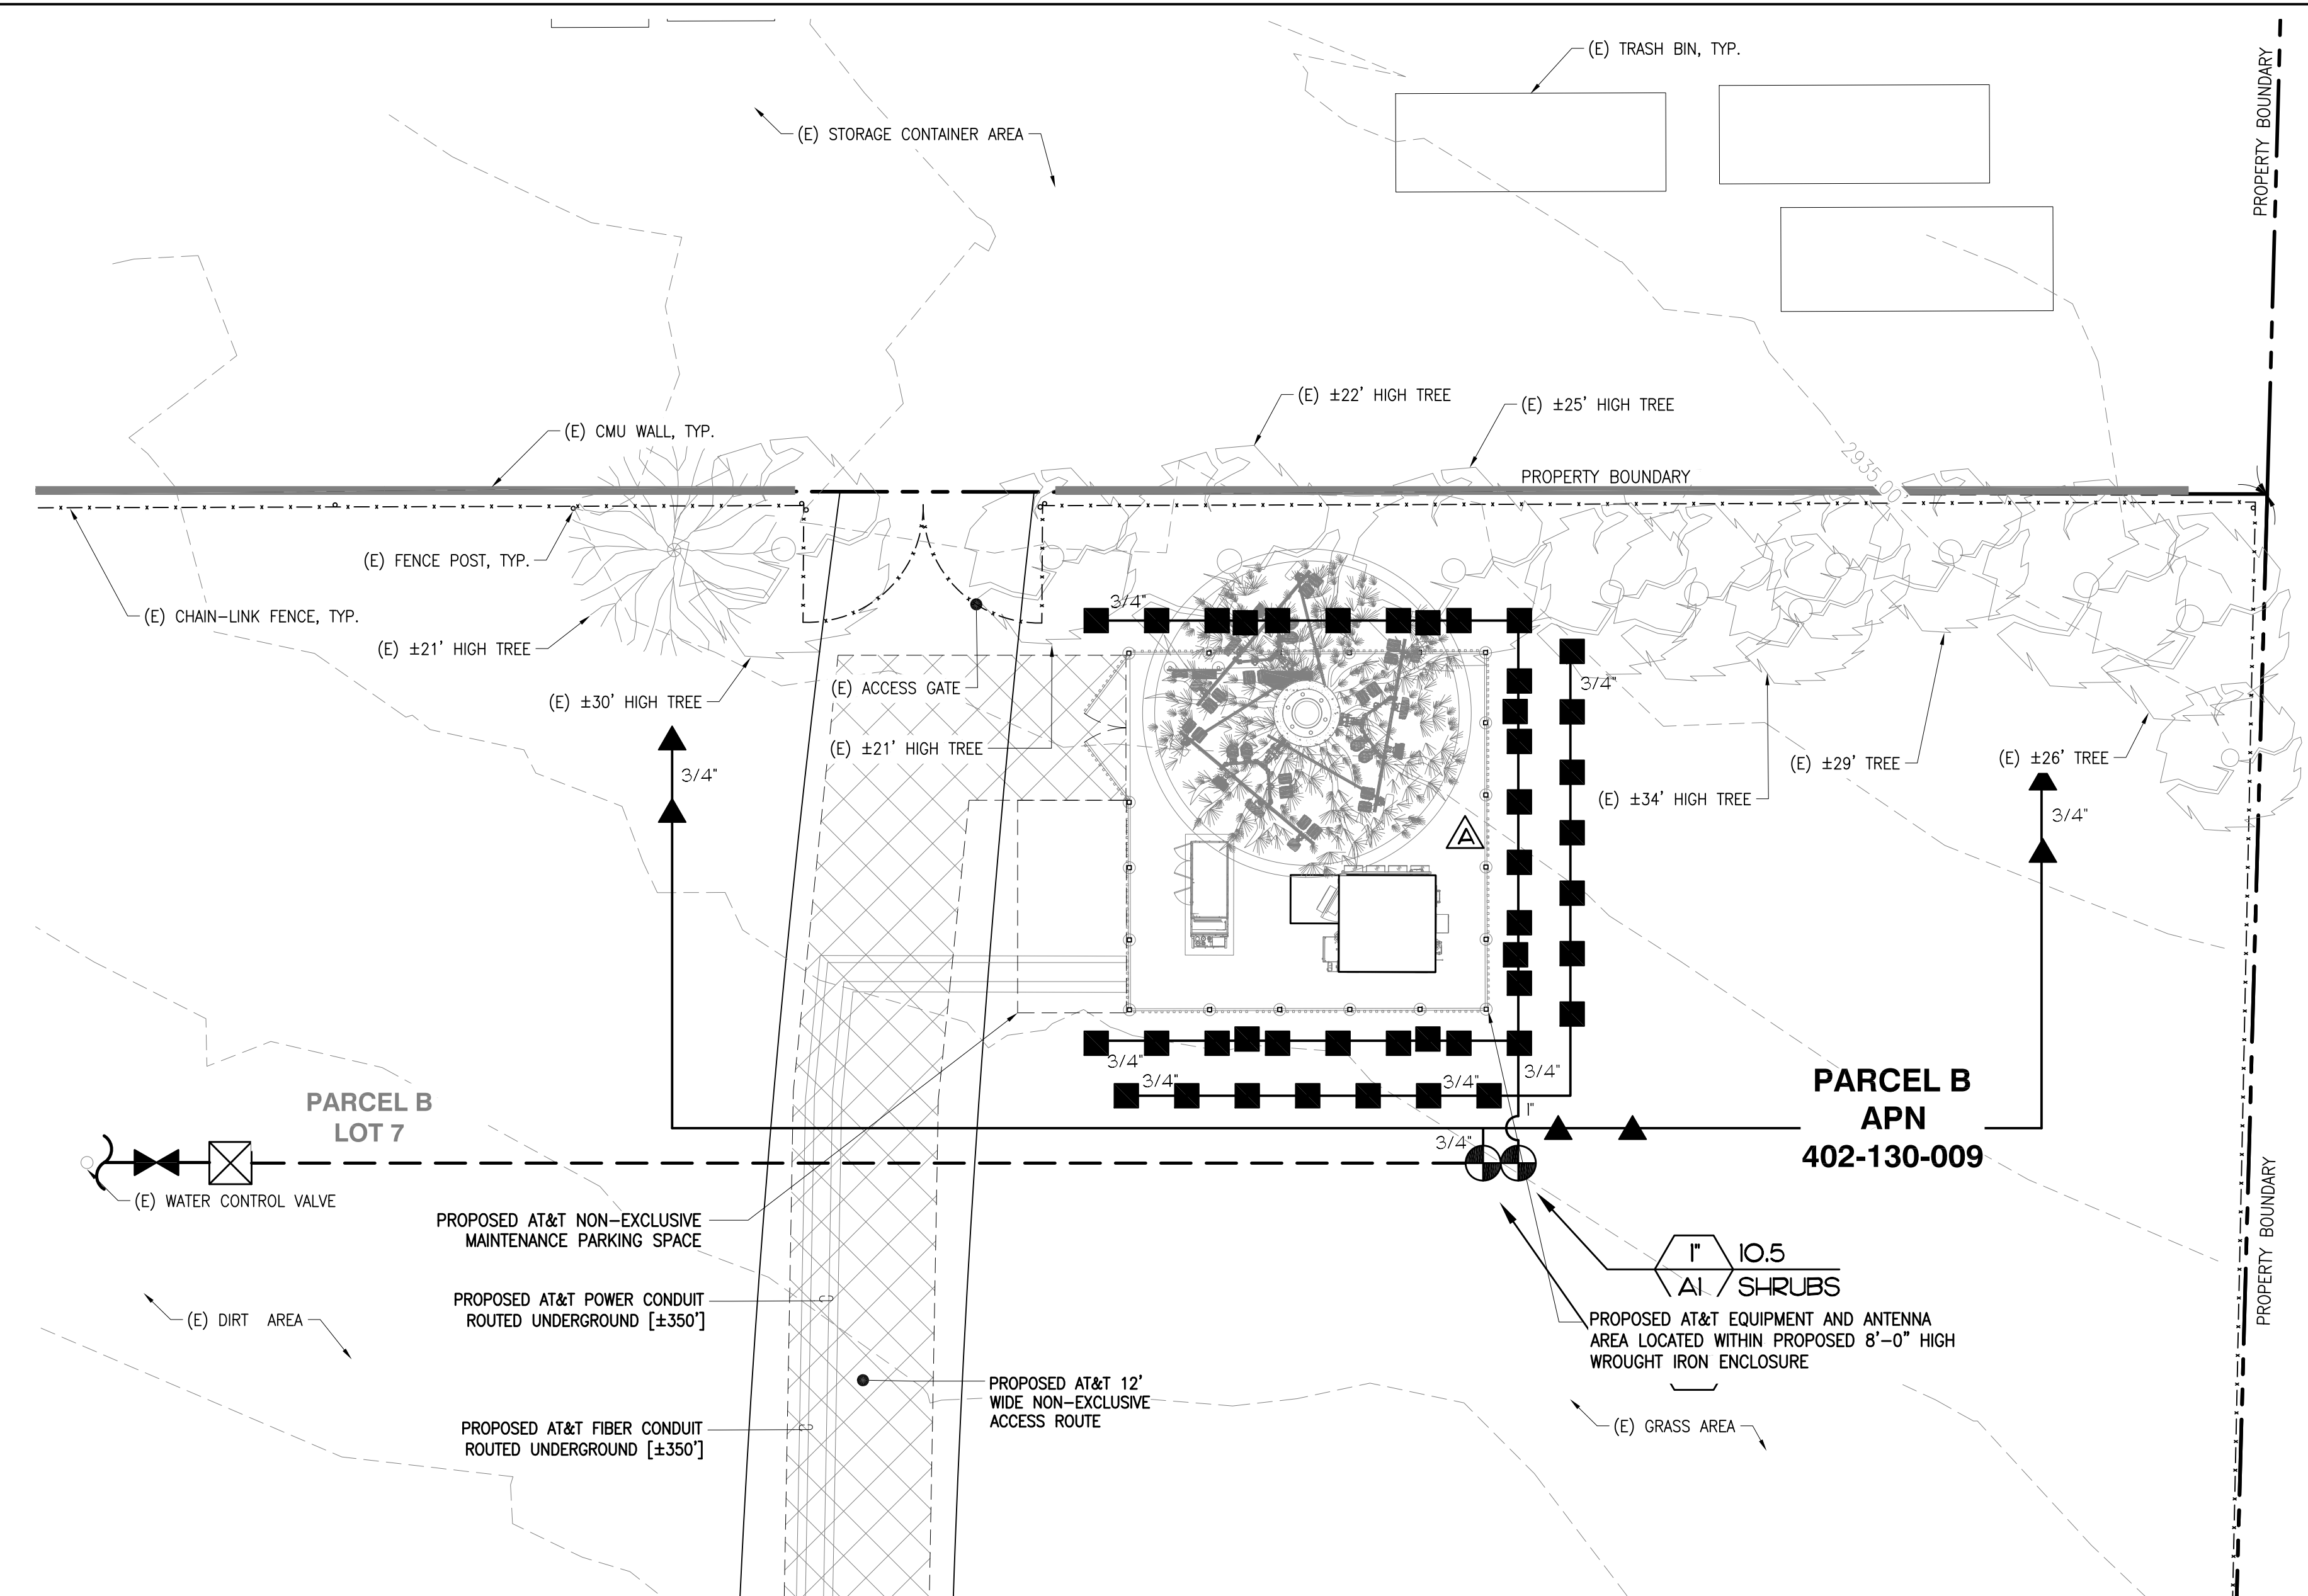 (E) TRASH BIN, TYP.
PROPERTY BOUNDARY
(E) STORAGE CONTAINER AREA
(E) ±22' HIGH TREE
(E) ±25' HIGH TREE
(E) CMU WALL, TYP.
PROPERTY BOUNDARY
2935.00
(E) FENCE POST, TYP.
(E) CHAIN-LINK FENCE, TYP.
3/4"
(E) ±21' HIGH TREE
(E) ACCESS GATE
3/4"
(E) ±30' HIGH TREE
(E) ±21' HIGH TREE
(E) ±26' TREE
(E) ±29' TREE
3/4"
(E) ±34' HIGH TREE
3/4"
A
3/4"
3/4"
3/4"
3/4"
PARCEL B
APN
402-130-009
PARCEL B
LOT 7
1"
3/4"
(E) WATER CONTROL VALVE
PROPERTY BOUNDARY
PROPOSED AT&T NON-EXCLUSIVE
MAINTENANCE PARKING SPACE
1" 10.5
A1 SHRUBS
PROPOSED AT&T POWER CONDUIT
ROUTED UNDERGROUND [±350']
(E) DIRT AREA
PROPOSED AT&T EQUIPMENT AND ANTENNA
AREA LOCATED WITHIN PROPOSED 8'-0" HIGH
WROUGHT IRON ENCLOSURE
PROPOSED AT&T 12'
WIDE NON-EXCLUSIVE
ACCESS ROUTE
PROPOSED AT&T FIBER CONDUIT
ROUTED UNDERGROUND [±350']
(E) GRASS AREA